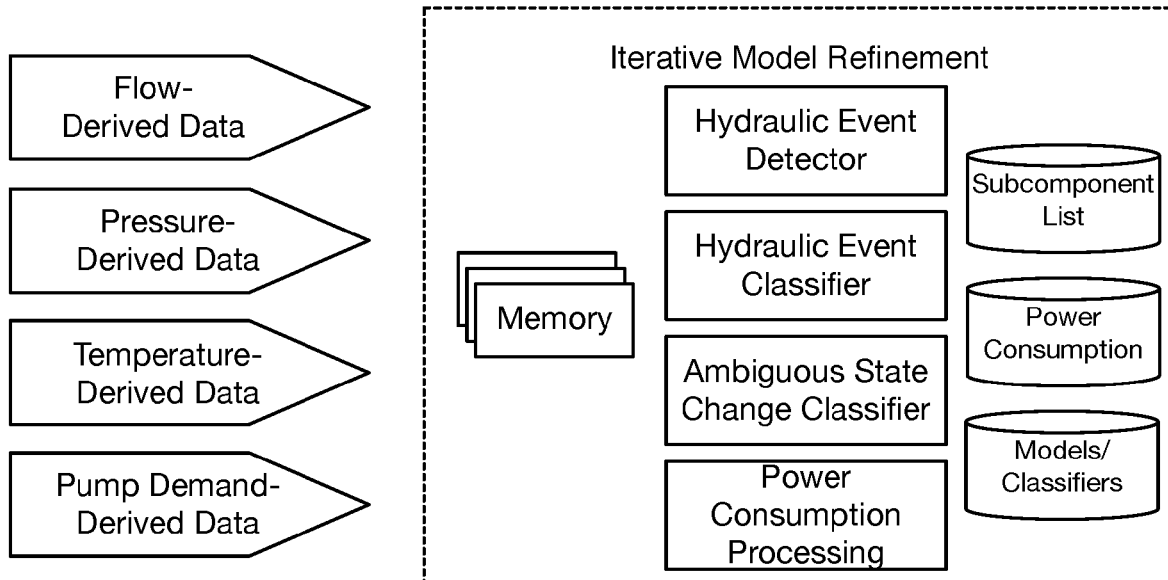 Flow-
Derived Data
Pressure-
Derived Data
Temperature-
Derived Data
Pump Demand-
Derived Data
Iterative Model Refinement
Memory
Hydraulic Event
Detector
Hydraulic Event
Classifier
Ambiguous State
Change Classifier
Power
Consumption
Processing
Subcomponent
List
Power
Consumption
Models/
Classifiers